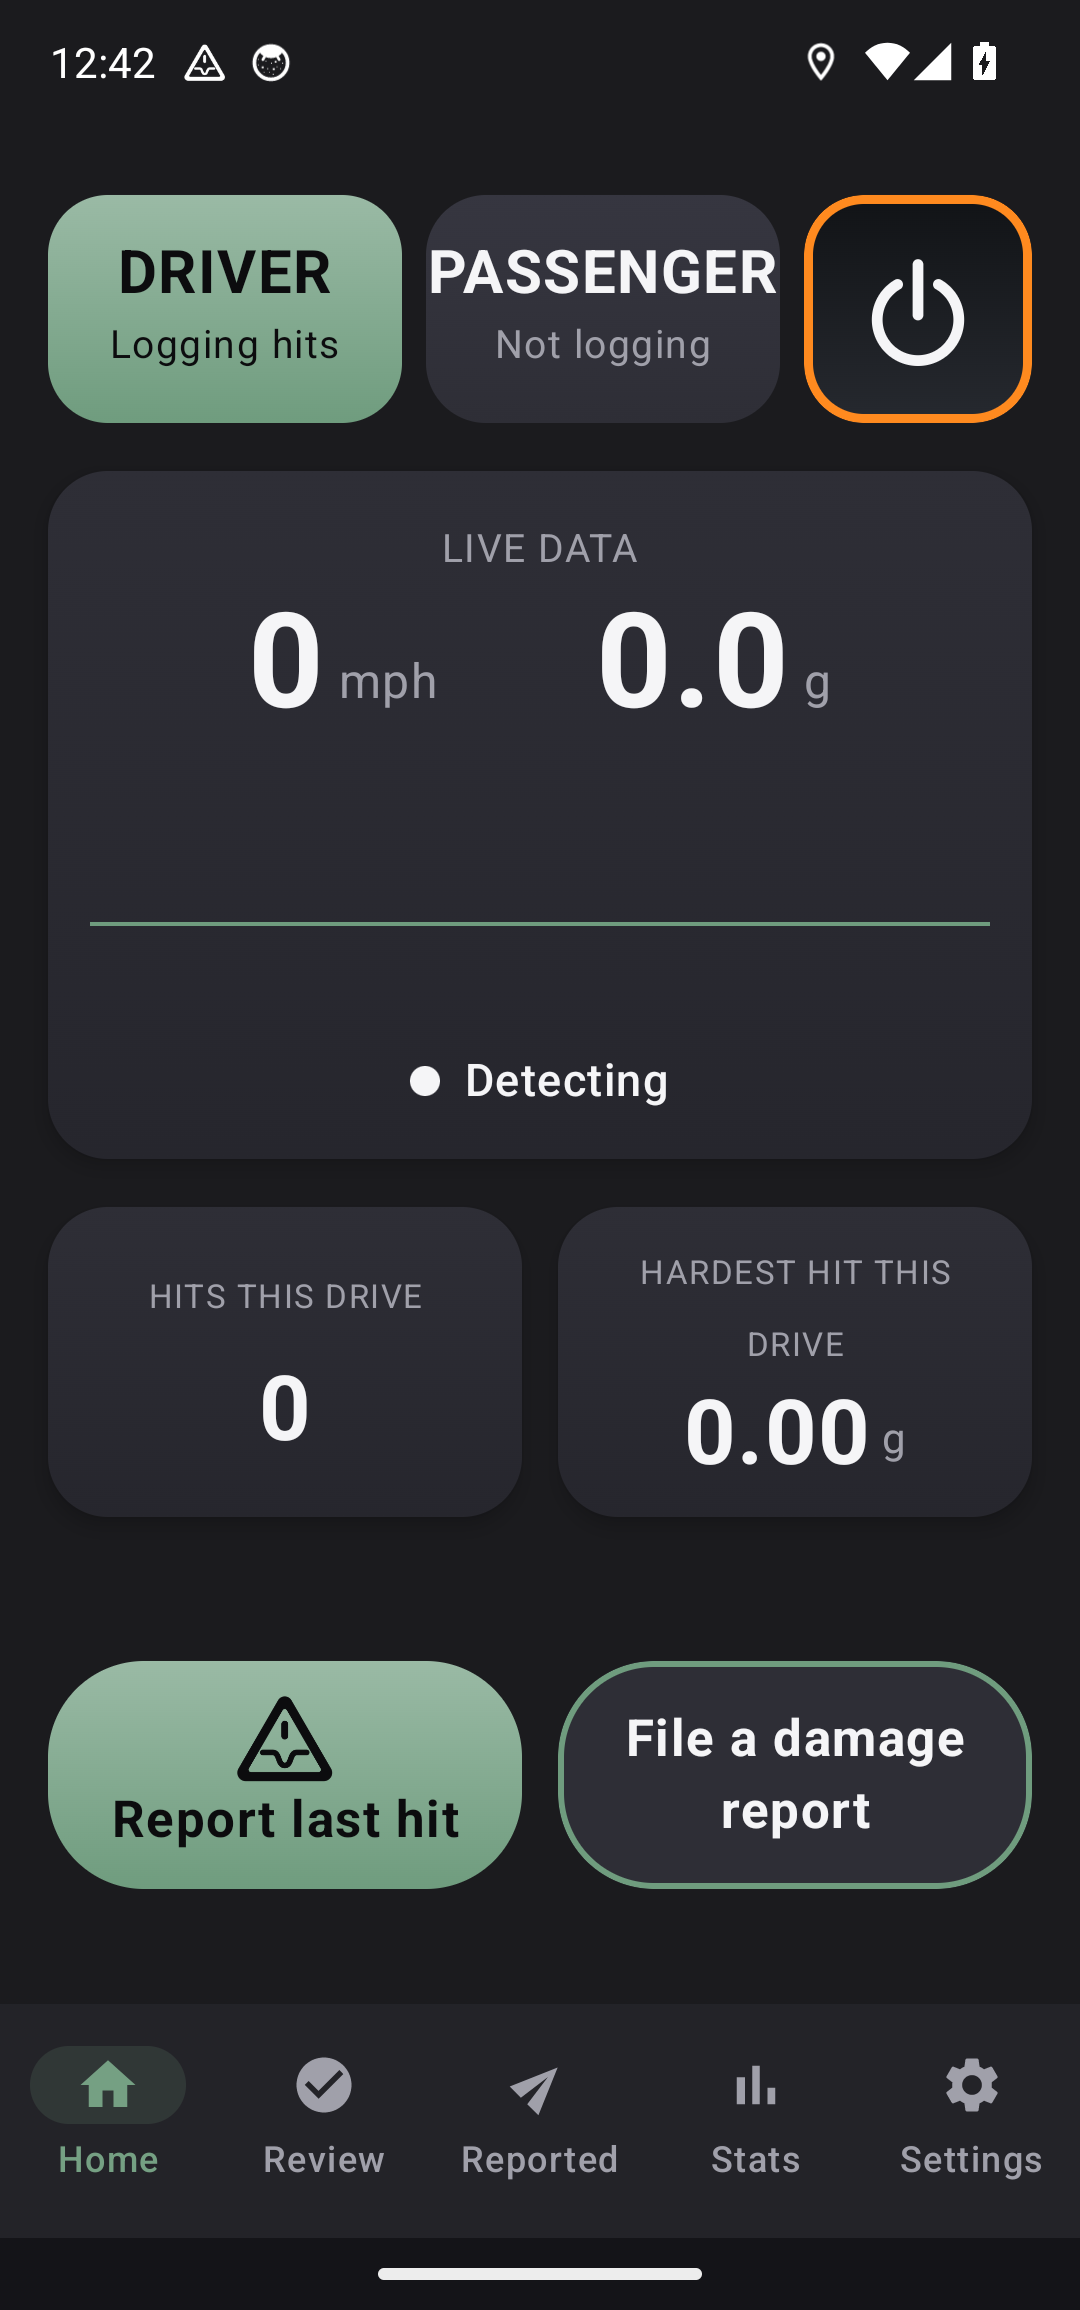 12:42
DRIVER
Logging hits
PASSENGER
Not logging
LIVE DATA
0 mph
0.0 g
Detecting
HITS THIS DRIVE
0
HARDEST HIT THIS
DRIVE
0.00 g
Report last hit
File a damage
report
Home
Review
Reported
Stats
Settings